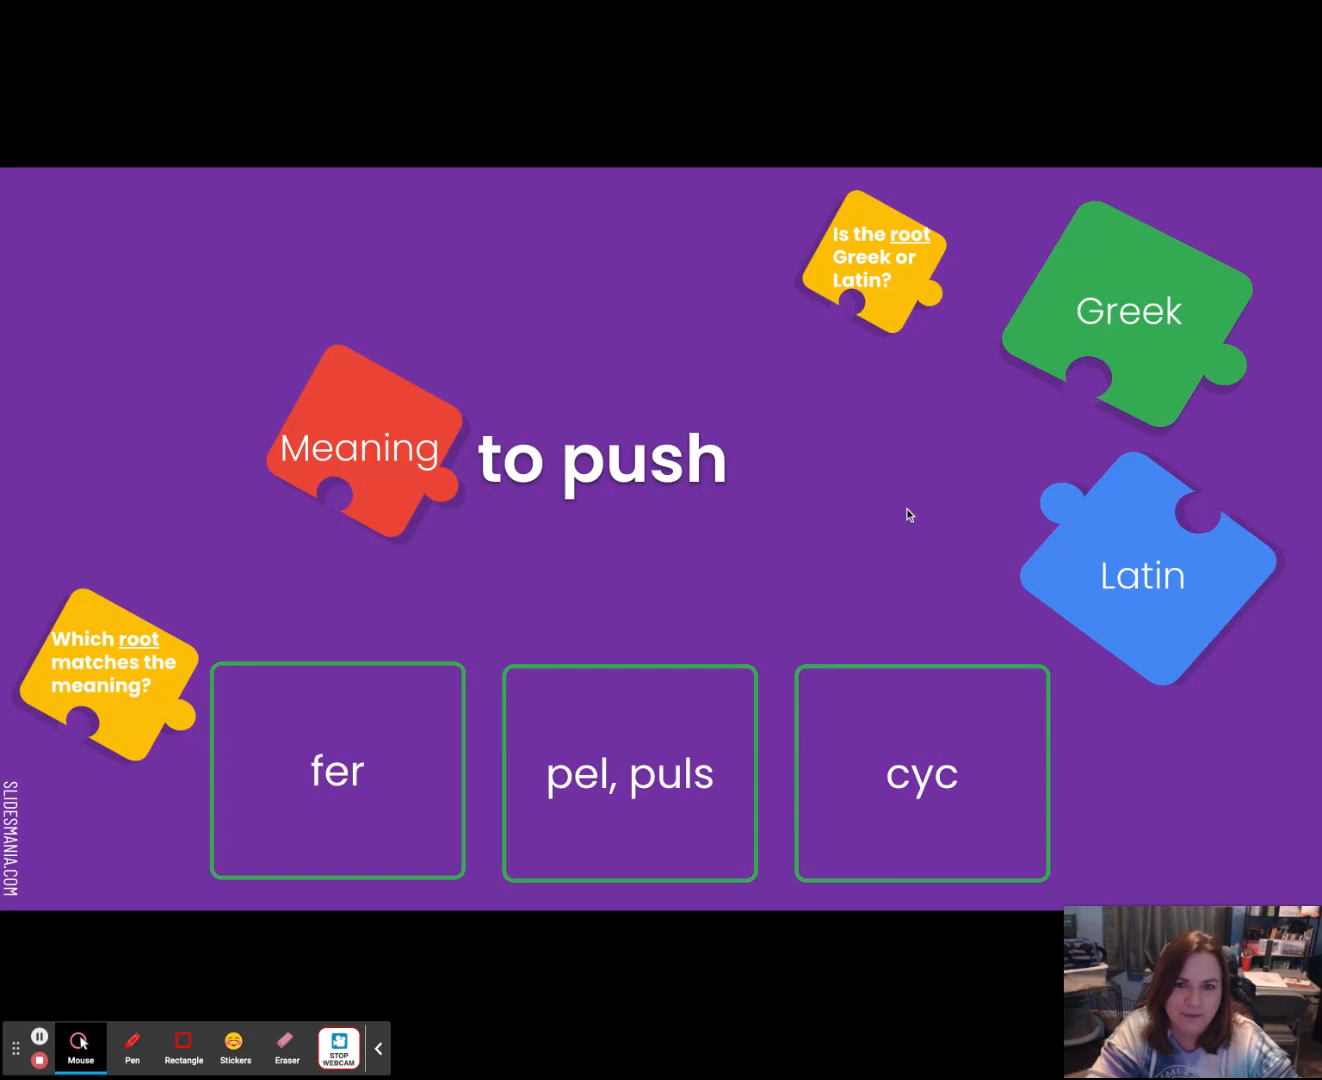 Is the root
Greek or
Latin?
Greek
Meaning
to push
Latin
Which root
matches the
meaning?
fer
pel, puls
cyc
SLIDESMANIA.COM
Mouse
Pen
Rectangle
Stickers
Eraser
STOP
WEBCAM